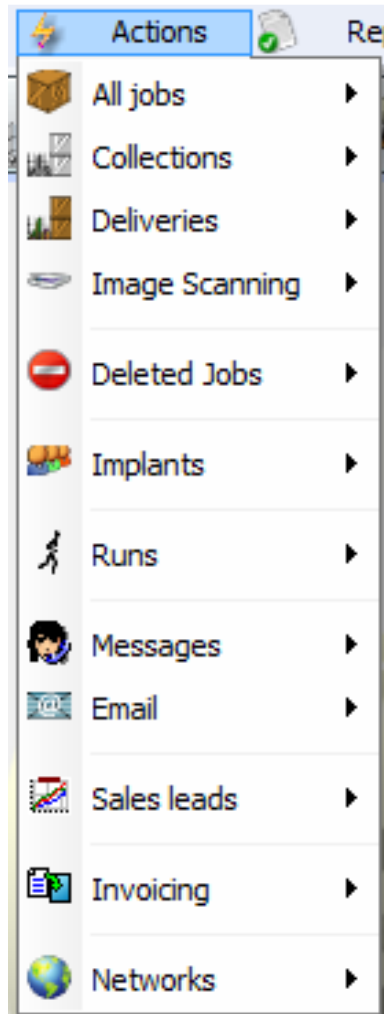 Actions
All jobs
Collections
Deliveries
Image Scanning
Deleted Jobs
Implants
Runs
Messages
Email
Sales leads
Invoicing
Networks